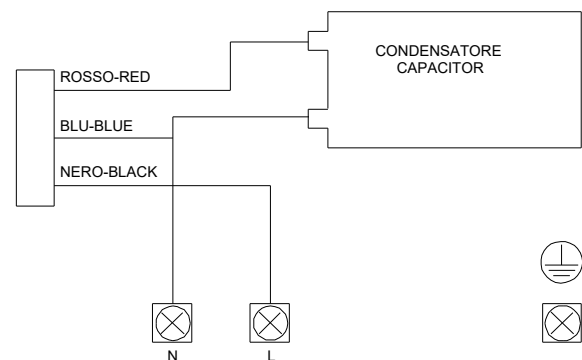 CONDENSATORE
CAPACITOR
ROSSO-RED
BLU-BLUE
NERO-BLACK
N
L